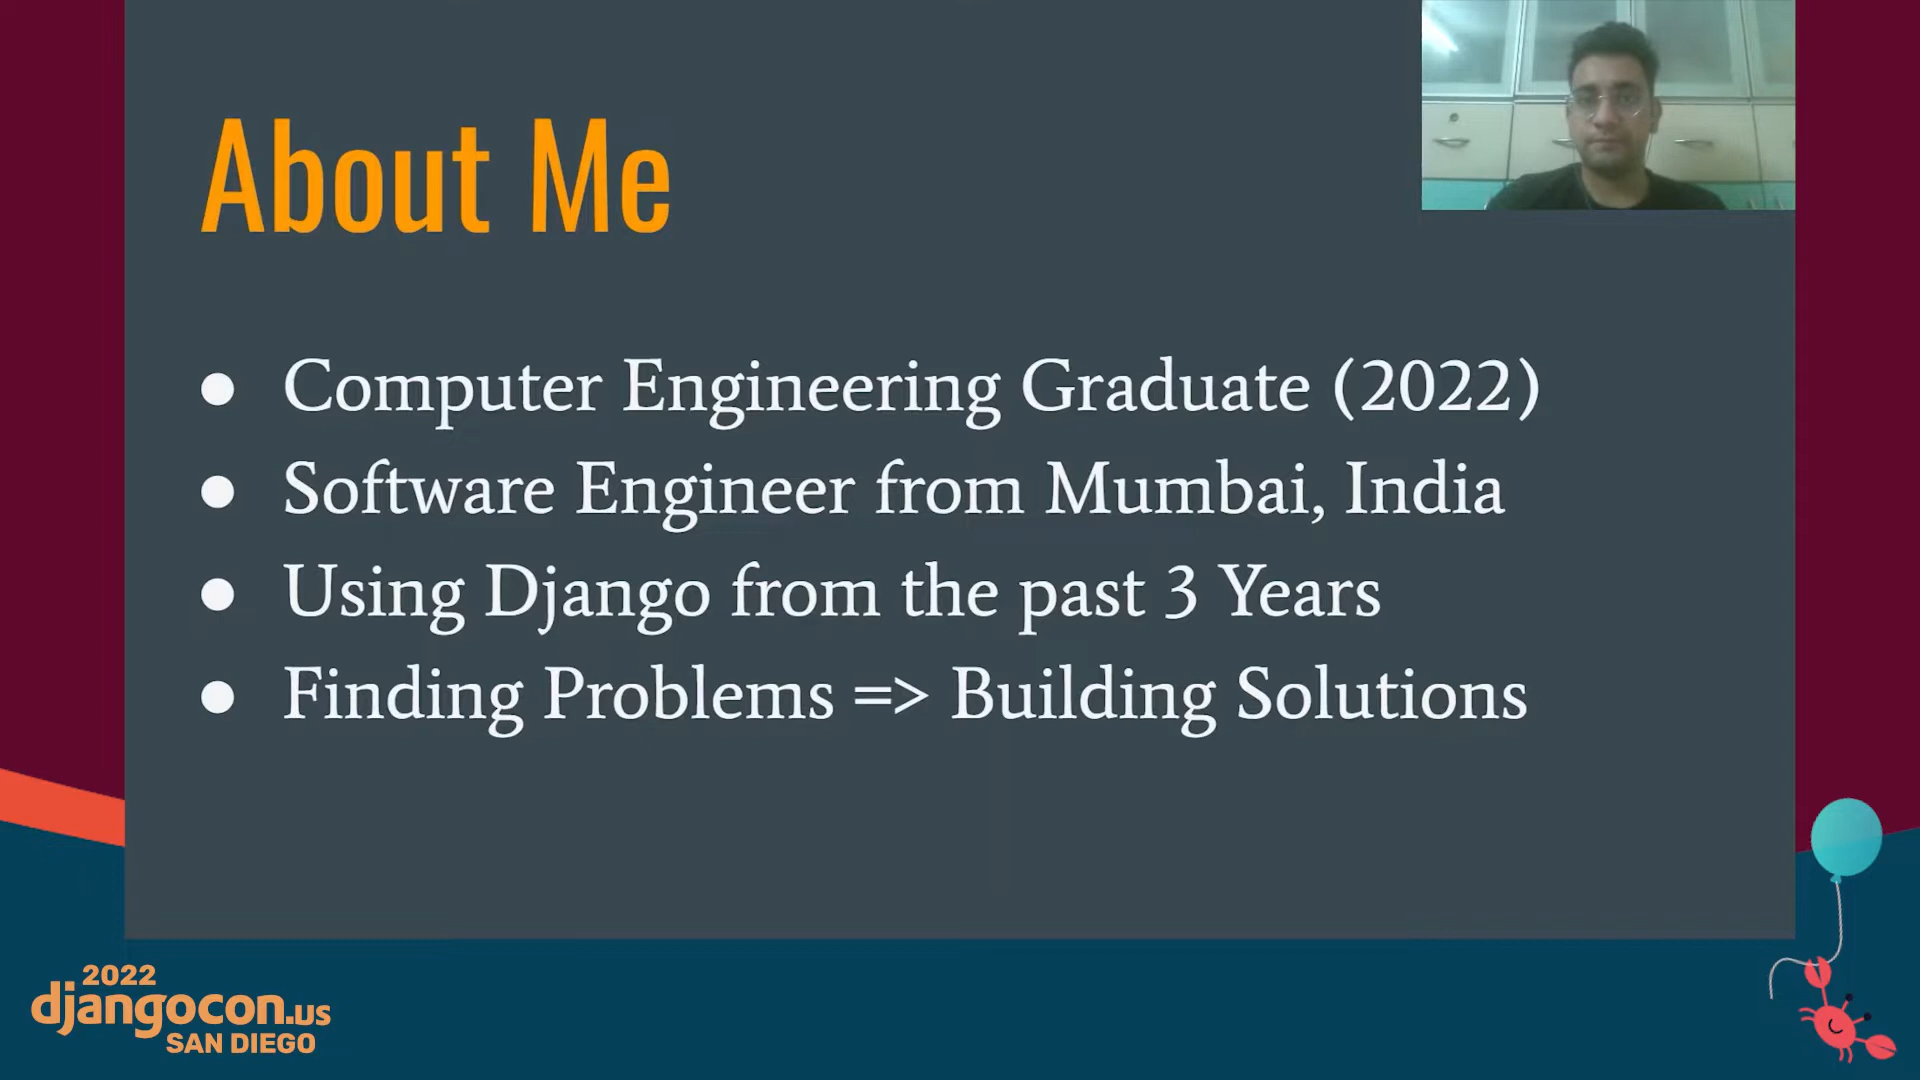 About Me
● Computer Engineering Graduate (2022)
● Software Engineer from Mumbai, India
● Using Django from the past 3 Years
● Finding Problems => Building Solutions
2022
djangocon.us
SAN DIEGO